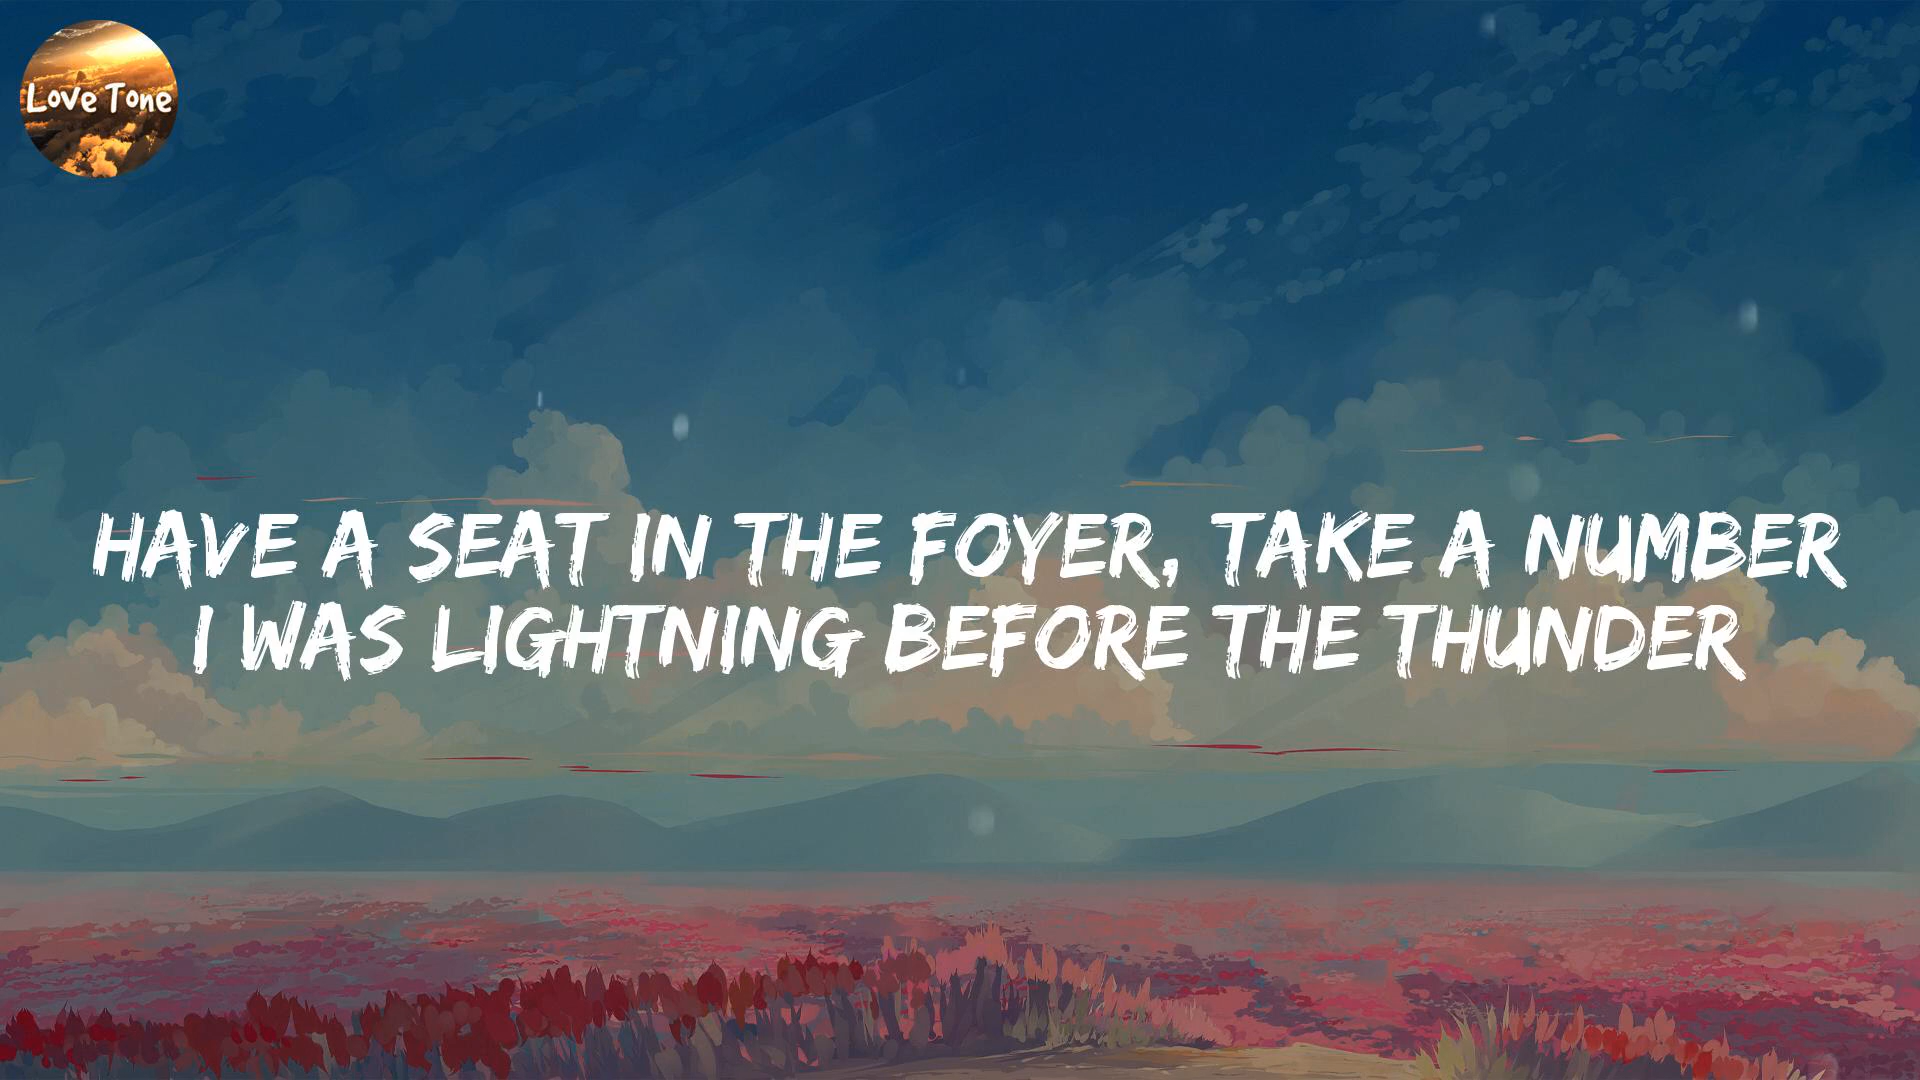 Love Tone
HAVE A SEAT IN THE FOYER, TAKE A NUMBER
I WAS LIGHTNING BEFORE THE THUNDER